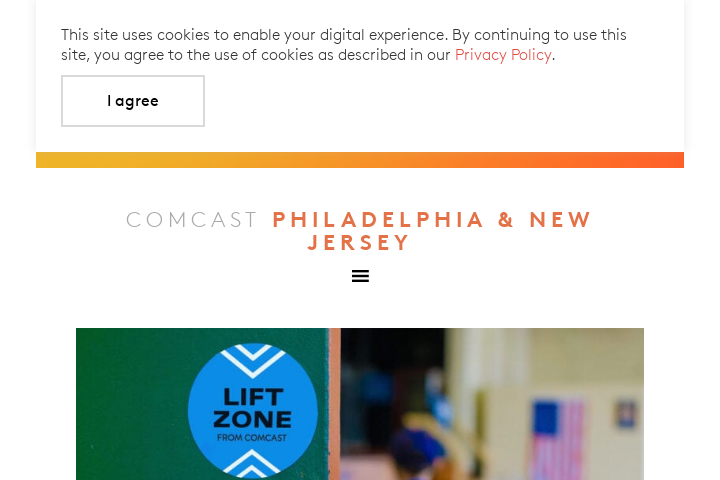 This site uses cookies to enable your digital experience. By continuing to use this
site, you agree to the use of cookies as described in our Privacy Policy.
I agree
COMCAST PHILADELPHIA & NEW
JERSEY
LIFT
ZONE
FROM COMCAST